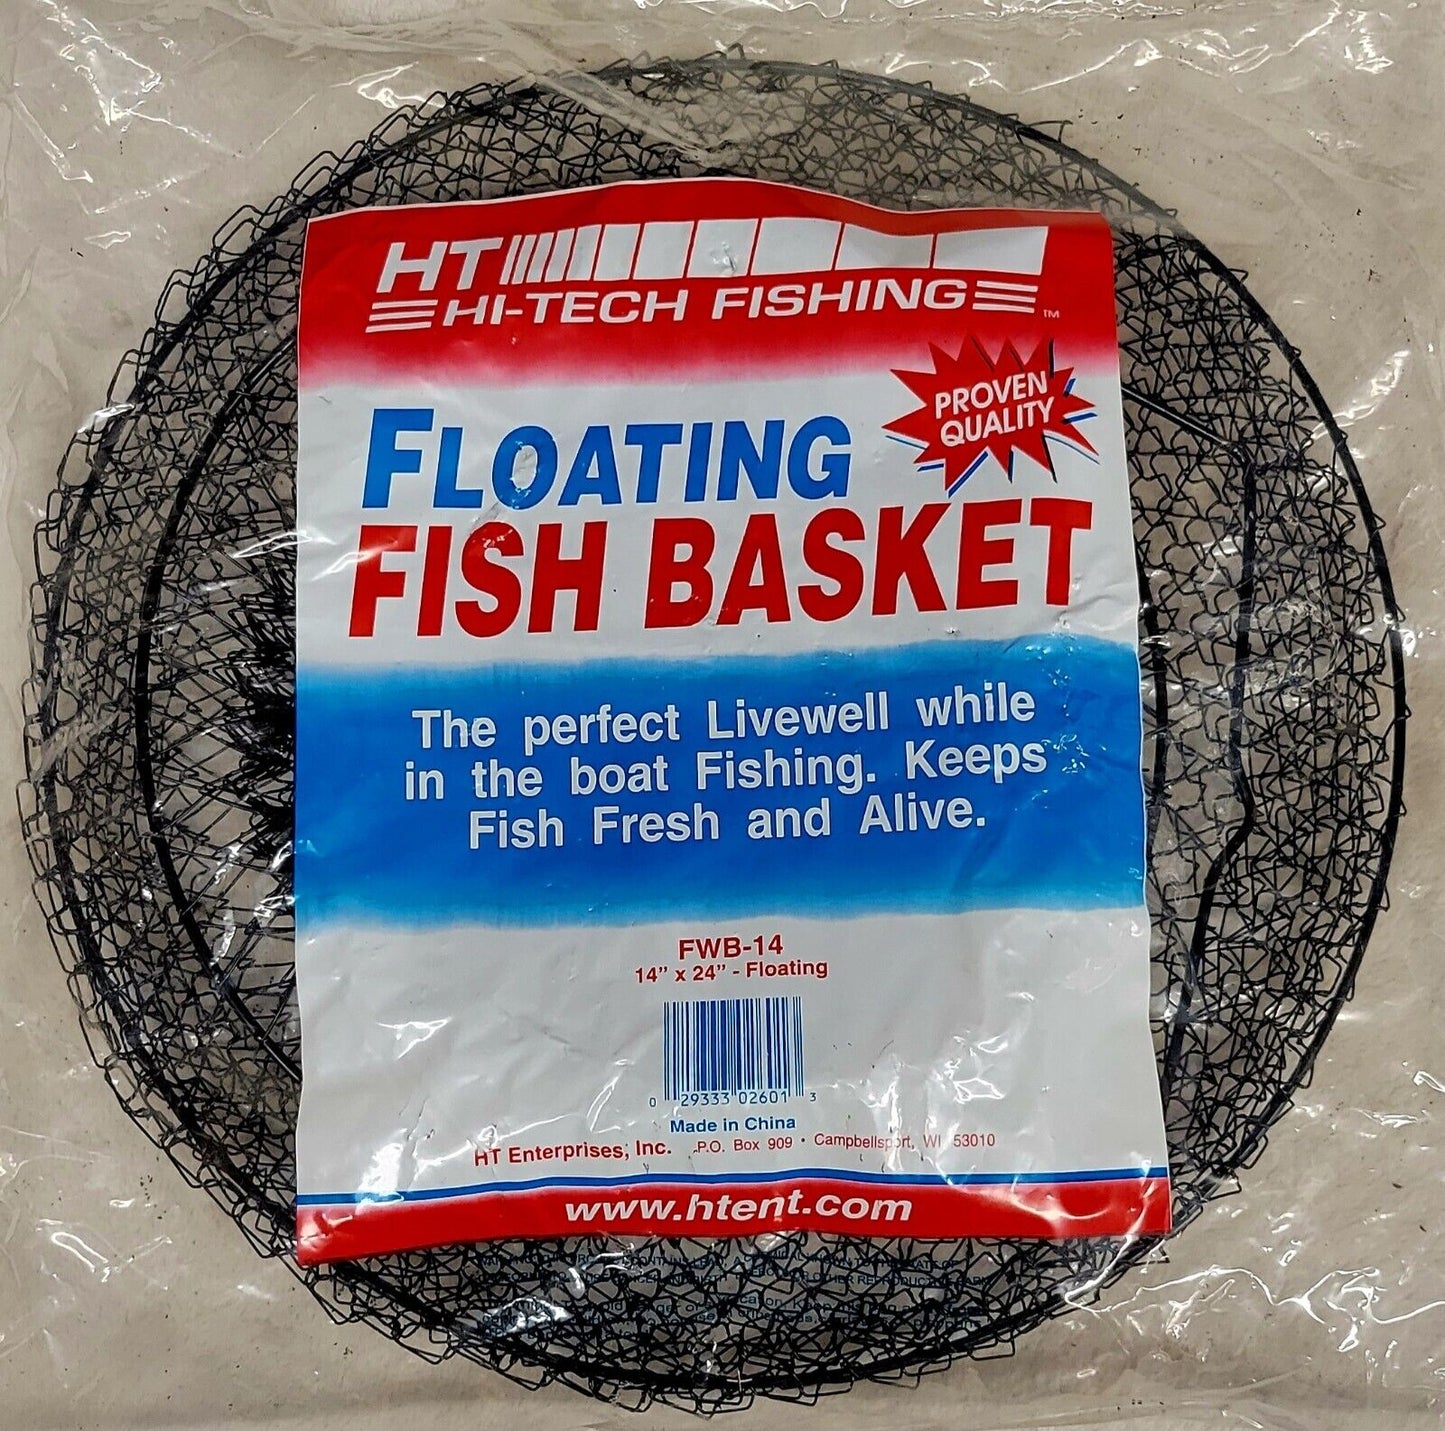 HT
HI-TECH FISHING™
PROVEN
QUALITY
FLOATING
FISH BASKET
The perfect Livewell while
in the boat Fishing. Keeps
Fish Fresh and Alive.
FWB-14
14” x 24” - Floating
0 29333 02601 3
Made in China
HT Enterprises, Inc. P.O. Box 909 • Campbellsport, WI 53010
www.htent.com